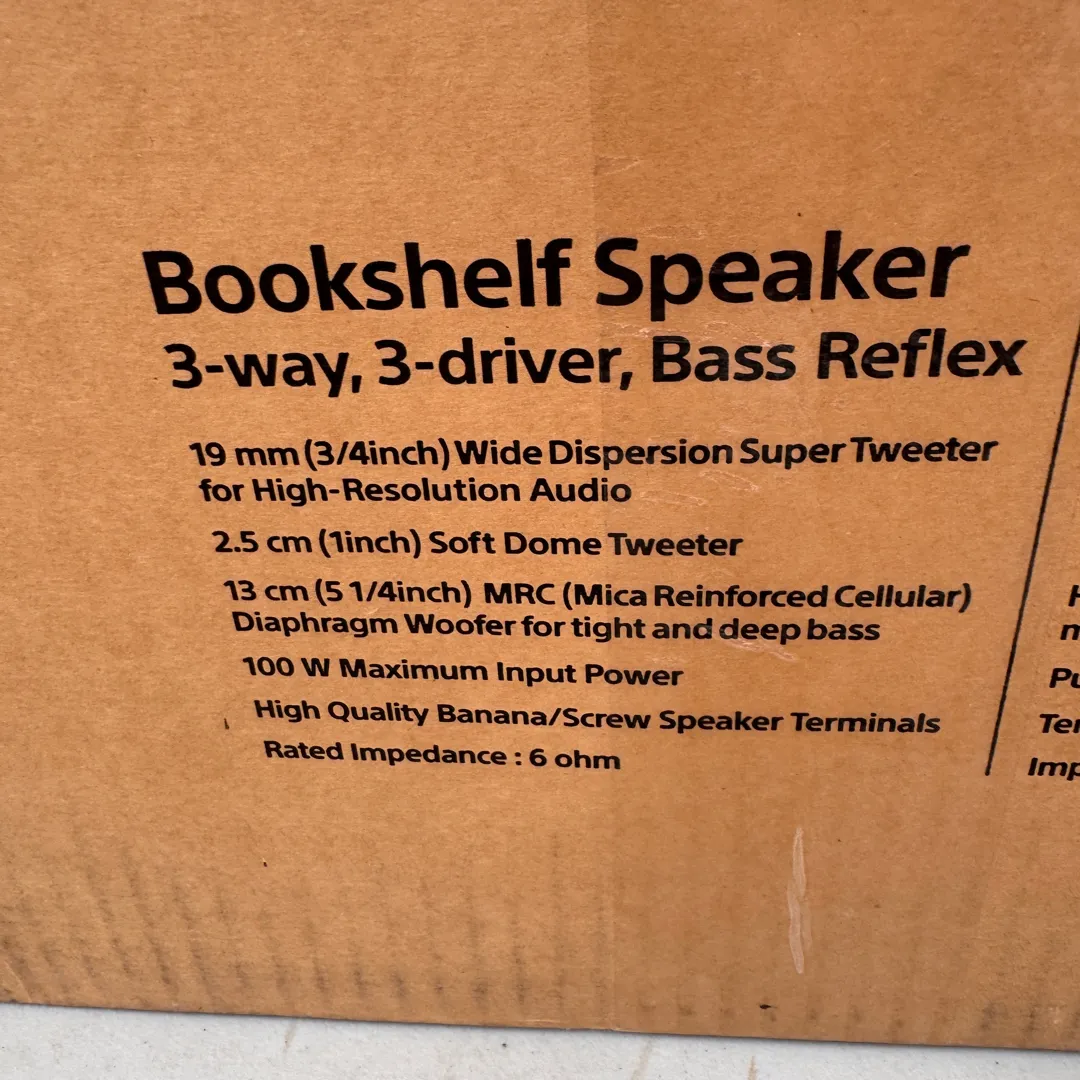 Bookshelf Speaker
3-way, 3-driver, Bass Reflex
19 mm (3/4inch) Wide Dispersion Super Tweeter
for High-Resolution Audio
2.5 cm (1inch) Soft Dome Tweeter
13 cm (5 1/4inch) MRC (Mica Reinforced Cellular)
Diaphragm Woofer for tight and deep bass
100 W Maximum Input Power
High Quality Banana/Screw Speaker Terminals
Rated Impedance : 6 ohm